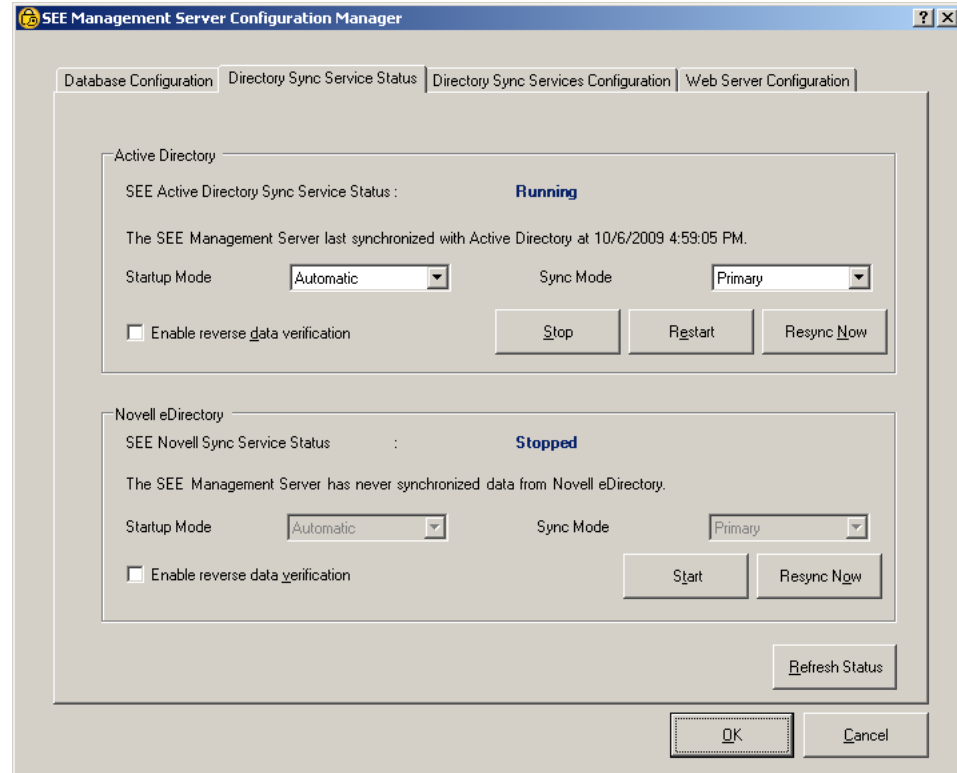 SEE Management Server Configuration Manager
Database Configuration Directory Sync Service Status Directory Sync Services Configuration Web Server Configuration
Active Directory
SEE Active Directory Sync Service Status : Running
The SEE Management Server last synchronized with Active Directory at 10/6/2009 4:59:05 PM.
Startup Mode Automatic Sync Mode Primary
Enable reverse data verification Stop Restart Resync Now
Novell eDirectory
SEE Novell Sync Service Status : Stopped
The SEE Management Server has never synchronized data from Novell eDirectory.
Startup Mode Automatic Sync Mode Primary
Enable reverse data verification Start Resync Now
Refresh Status
OK Cancel